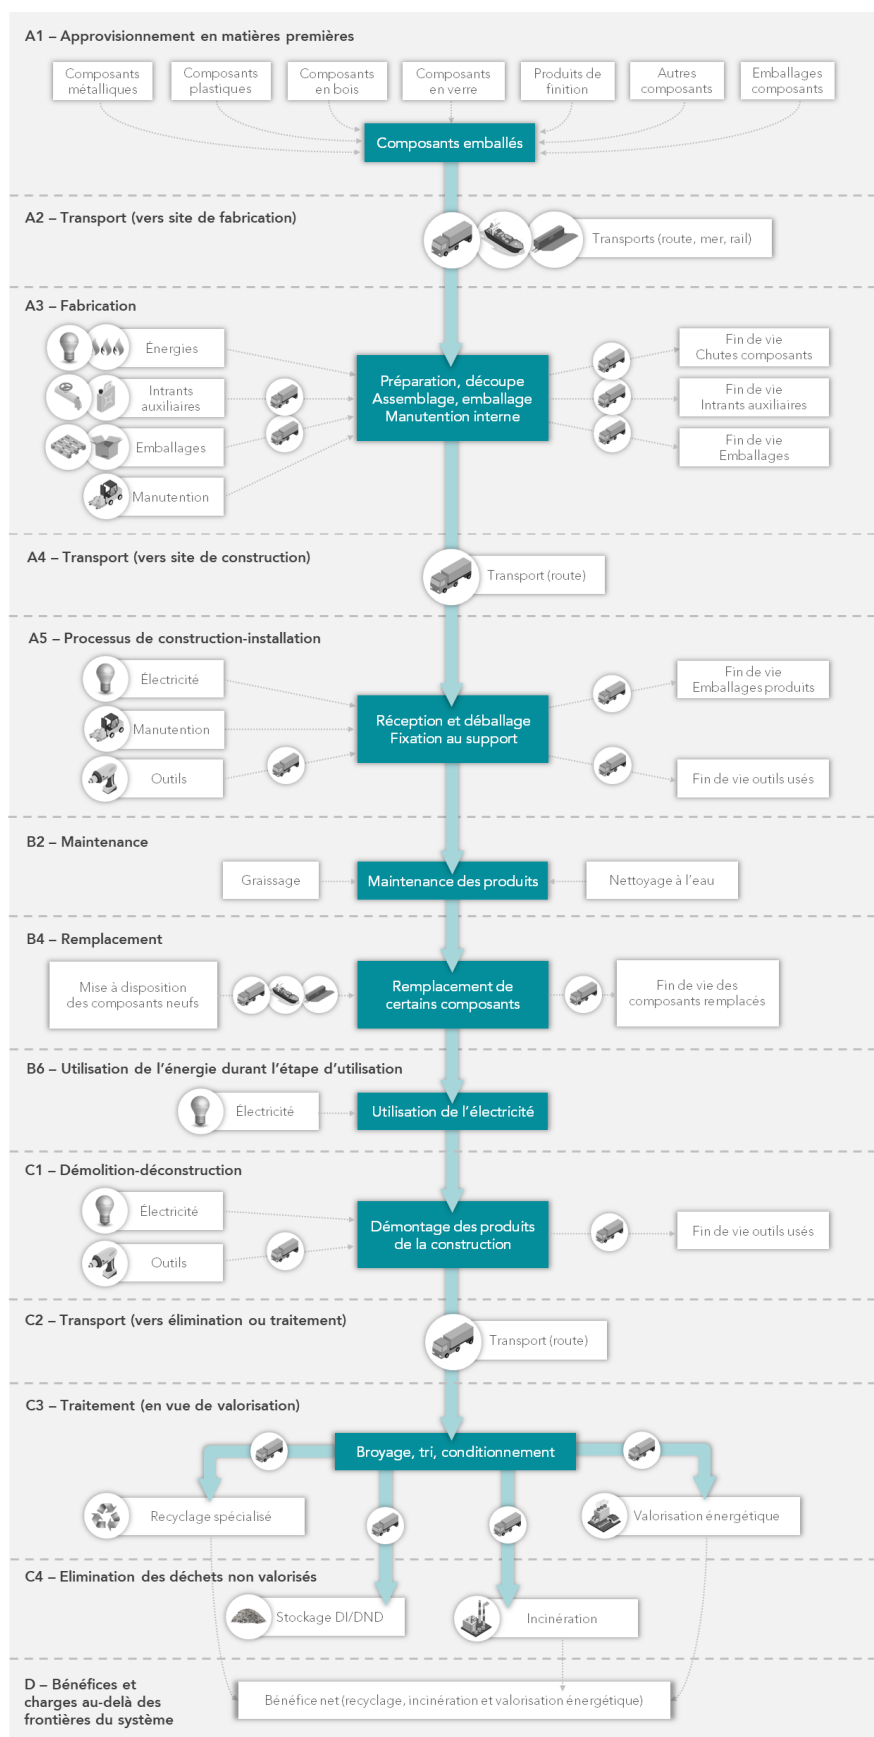 A1 – Approvisionnement en matières premières
Composants
métalliques
Composants
plastiques
Composants
en bois
Composants
en verre
Produits de
finition
Autres
composants
Emballages
composants
Composants emballés
A2 – Transport (vers site de fabrication)
Transports (route, mer, rail)
A3 – Fabrication
Énergies
Intrants
auxiliaires
Emballages
Manutention
Préparation, découpe
Assemblage, emballage
Manutention interne
Fin de vie
Chutes composants
Fin de vie
Intrants auxiliaires
Fin de vie
Emballages
A4 – Transport (vers site de construction)
Transport (route)
A5 – Processus de construction-installation
Électricité
Manutention
Outils
Réception et déballage
Fixation au support
Fin de vie
Emballages produits
Fin de vie outils usés
B2 – Maintenance
Graissage
Maintenance des produits
Nettoyage à l'eau
B4 – Remplacement
Mise à disposition
des composants neufs
Remplacement de
certains composants
Fin de vie des
composants remplacés
B6 – Utilisation de l'énergie durant l'étape d'utilisation
Électricité
Utilisation de l'électricité
C1 – Démolition-déconstruction
Électricité
Outils
Démontage des produits
de la construction
Fin de vie outils usés
C2 – Transport (vers élimination ou traitement)
Transport (route)
C3 – Traitement (en vue de valorisation)
Broyage, tri, conditionnement
Recyclage spécialisé
Valorisation énergétique
C4 – Elimination des déchets non valorisés
Stockage DI/DND
Incinération
D – Bénéfices et
charges au-delà des
frontières du système
Bénéfice net (recyclage, incinération et valorisation énergétique)